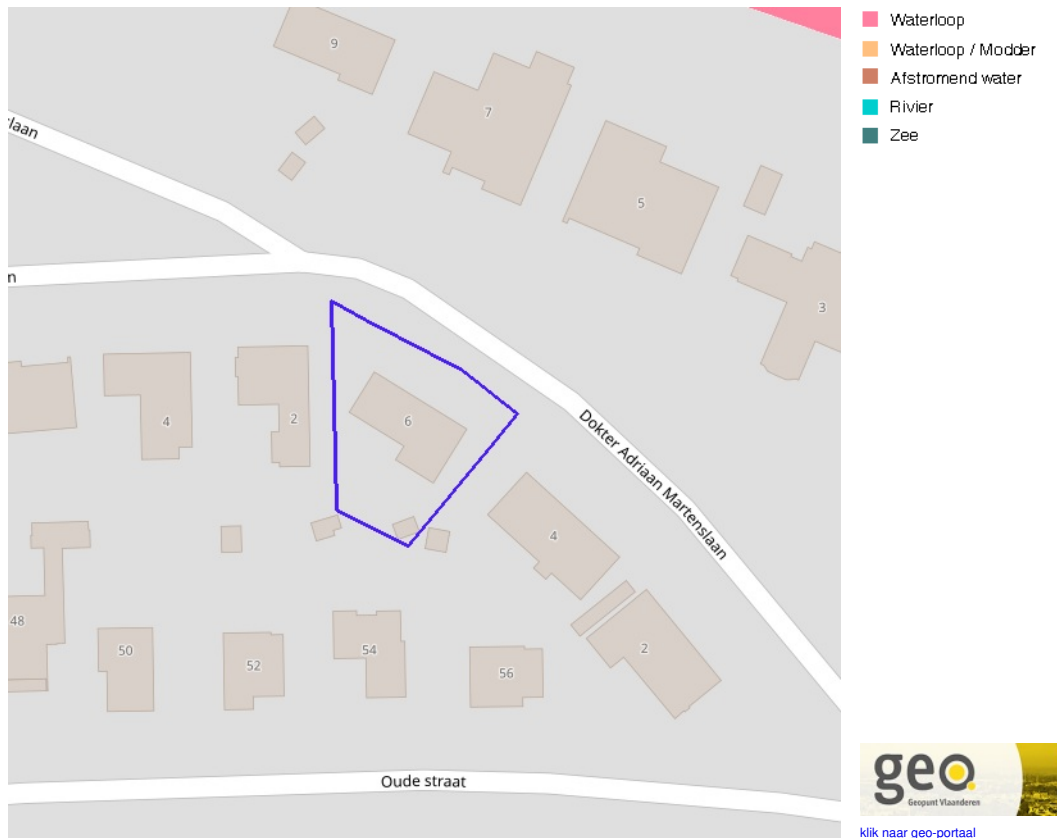 9
7
5
3
rlaan
n
6
4
2
Dokter Adriaan Martenslaan
4
2
48
50
52
54
56
Oude straat
Waterloop
Waterloop / Modder
Afstromend water
Rivier
Zee
geo.
Geopunt Vlaanderen
klik naar geo-portaal